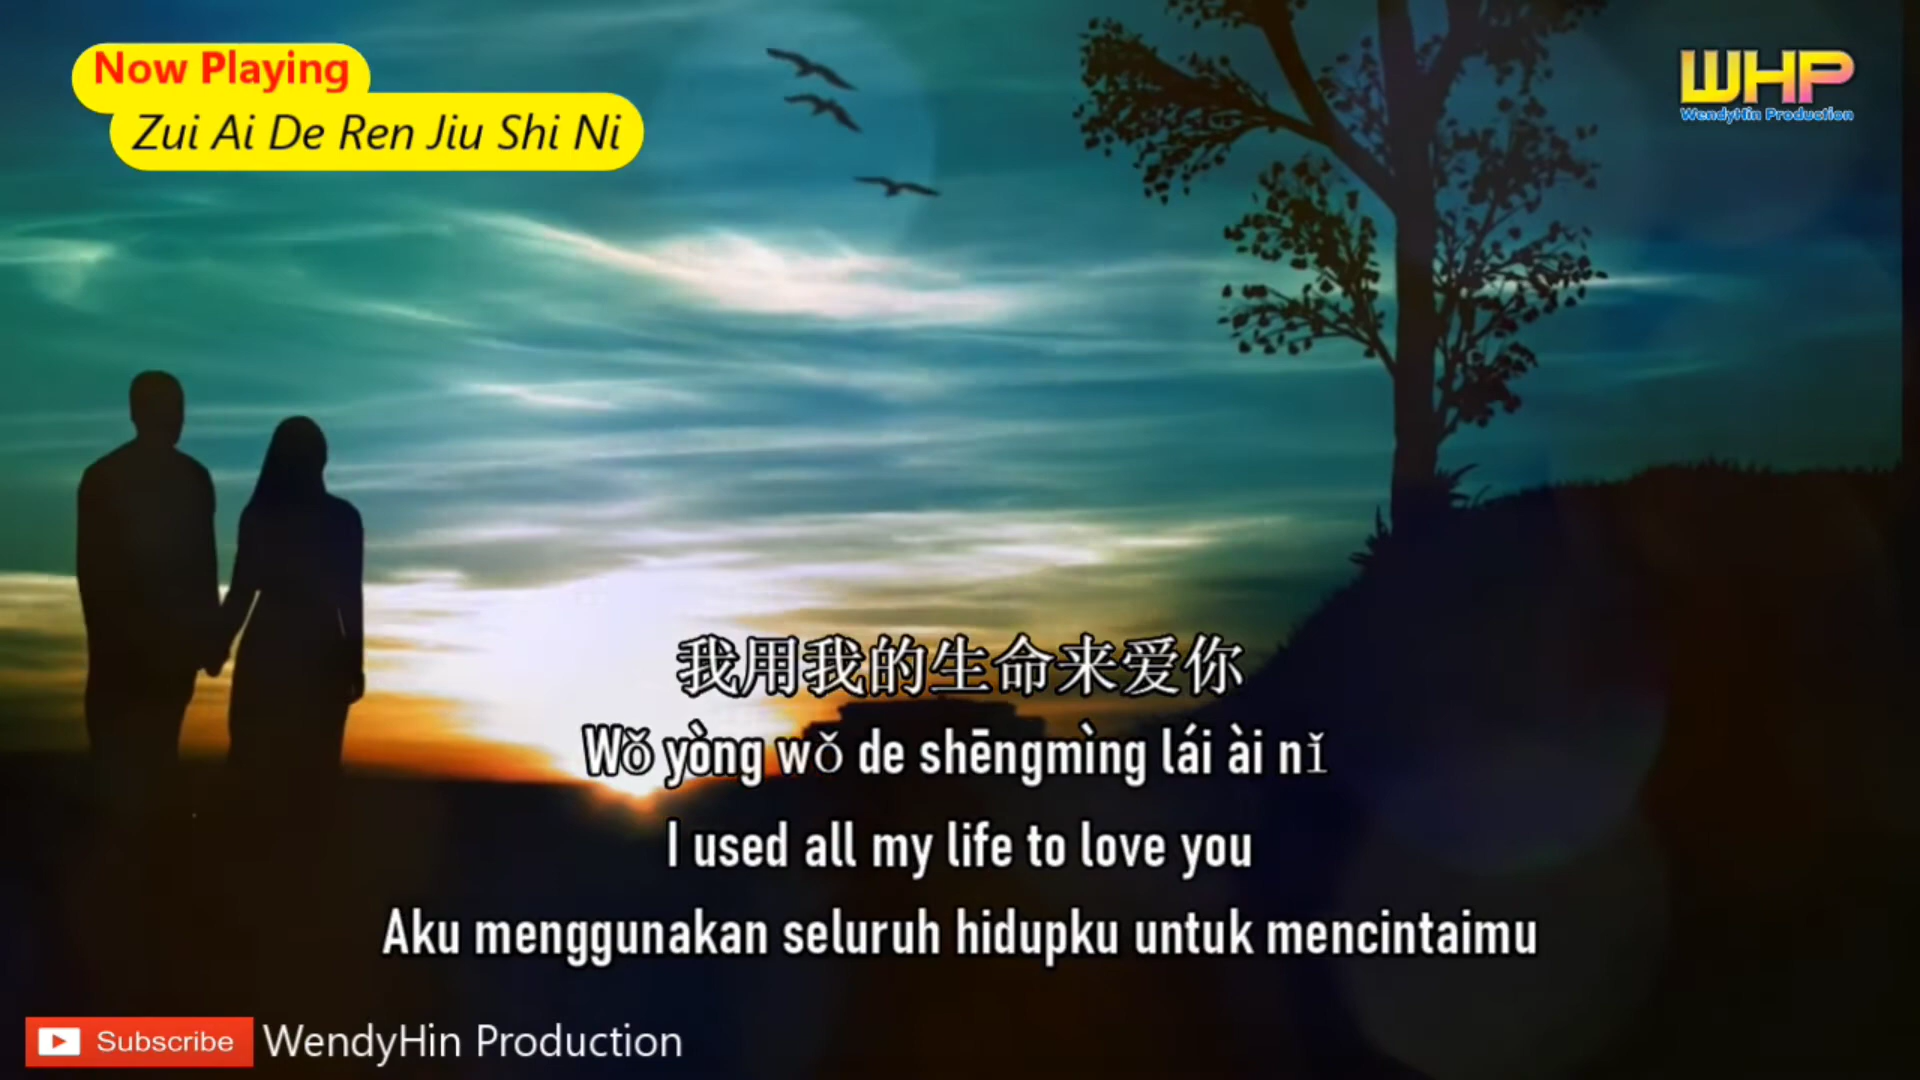 Now Playing
Zui Ai De Ren Jiu Shi Ni
WHP
WendyHin Production
我用我的生命来爱你
Wǒ yòng wǒ de shēngmìng lái ài nǐ
I used all my life to love you
Aku menggunakan seluruh hidupku untuk mencintaimu
Subscribe WendyHin Production